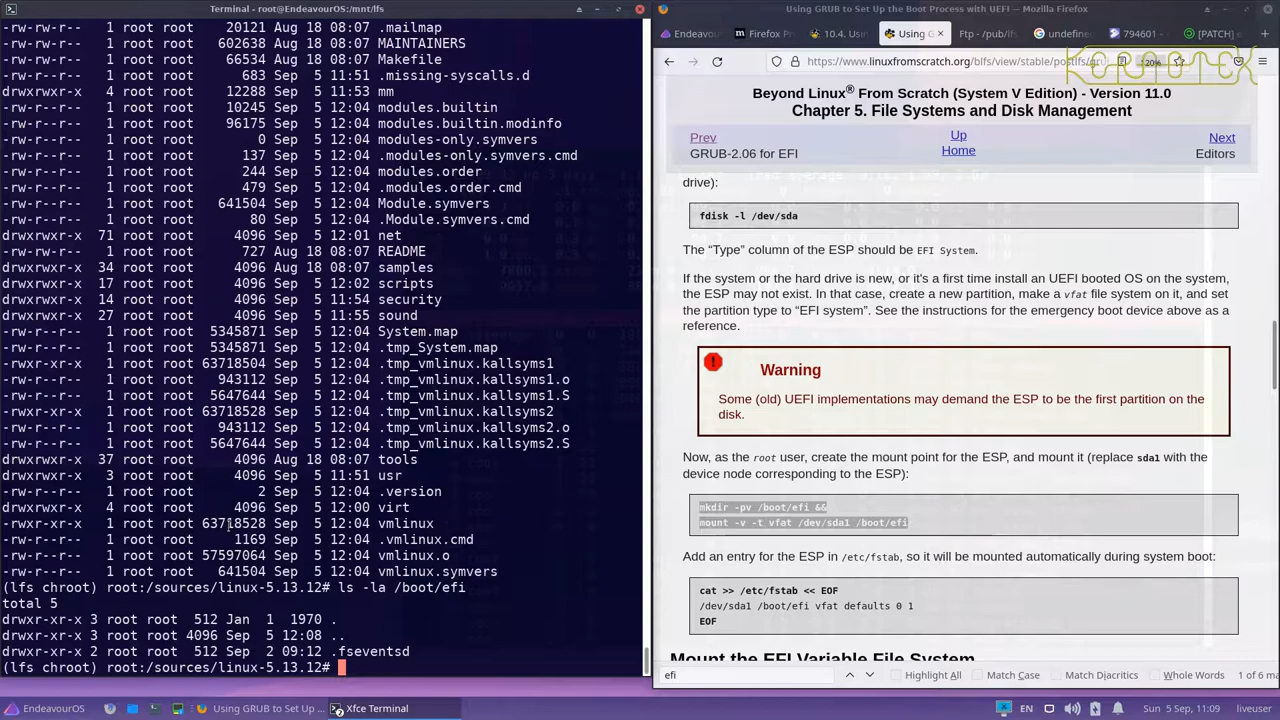 Terminal - root@EndeavourOS:/mnt/lfs
-rw-rw-r-- 1 root root 20121 Aug 18 08:07 .mailmap
-rw-rw-r-- 1 root root 602638 Aug 18 08:07 MAINTAINERS
-rw-rw-r-- 1 root root 66534 Aug 18 08:07 Makefile
-rw-r--r-- 1 root root 683 Sep 5 11:51 .missing-syscalls.d
drwxrwxr-x 4 root root 12288 Sep 5 11:53 mm
-rw-r--r-- 1 root root 10245 Sep 5 12:04 modules.builtin
-rw-r--r-- 1 root root 96175 Sep 5 12:04 modules.builtin.modinfo
-rw-r--r-- 1 root root 0 Sep 5 12:04 modules-only.symvers
-rw-r--r-- 1 root root 137 Sep 5 12:04 .modules-only.symvers.cmd
-rw-r--r-- 1 root root 244 Sep 5 12:04 modules.order
-rw-r--r-- 1 root root 479 Sep 5 12:04 .modules.order.cmd
-rw-r--r-- 1 root root 641504 Sep 5 12:04 Module.symvers
-rw-r--r-- 1 root root 80 Sep 5 12:04 .Module.symvers.cmd
drwxrwxr-x 71 root root 4096 Sep 5 12:01 net
-rw-rw-r-- 1 root root 727 Aug 18 08:07 README
drwxrwxr-x 34 root root 4096 Aug 18 08:07 samples
drwxrwxr-x 17 root root 4096 Sep 5 12:02 scripts
drwxrwxr-x 14 root root 4096 Sep 5 11:54 security
drwxrwxr-x 27 root root 4096 Sep 5 11:55 sound
-rw-r--r-- 1 root root 5345871 Sep 5 12:04 System.map
-rw-r--r-- 1 root root 5345871 Sep 5 12:04 .tmp_System.map
-rwxr-xr-x 1 root root 63718504 Sep 5 12:04 .tmp_vmlinux.kallsyms1
-rw-r--r-- 1 root root 943112 Sep 5 12:04 .tmp_vmlinux.kallsyms1.o
-rw-r--r-- 1 root root 5647644 Sep 5 12:04 .tmp_vmlinux.kallsyms1.S
-rwxr-xr-x 1 root root 63718528 Sep 5 12:04 .tmp_vmlinux.kallsyms2
-rw-r--r-- 1 root root 943112 Sep 5 12:04 .tmp_vmlinux.kallsyms2.o
-rw-r--r-- 1 root root 5647644 Sep 5 12:04 .tmp_vmlinux.kallsyms2.S
drwxrwxr-x 37 root root 4096 Aug 18 08:07 tools
drwxrwxr-x 3 root root 4096 Sep 5 12:04 usr
-rw-r--r-- 1 root root 2 Sep 5 12:04 .version
drwxrwxr-x 4 root root 4096 Sep 5 12:00 virt
-rwxr-xr-x 1 root root 63718528 Sep 5 12:04 vmlinux
-rw-r--r-- 1 root root 1169 Sep 5 12:04 .vmlinux.cmd
-rw-r--r-- 1 root root 57597064 Sep 5 12:04 vmlinux.o
-rw-r--r-- 1 root root 641504 Sep 5 12:04 vmlinux.symvers
(lfs chroot) root:/sources/linux-5.13.12# ls -la /boot/efi
total 5
drwxr-xr-x 3 root root 512 Jan 1 1970 .
drwxr-xr-x 3 root root 4096 Sep 5 12:08 ..
drwxr-xr-x 2 root root 512 Sep 2 09:12 .fseventsd
(lfs chroot) root:/sources/linux-5.13.12#
Using GRUB to Set Up the Boot Process with UEFI — Mozilla Firefox
Endeavour Firefox Pr 10.4. Usin Using G Ftp - /pub/lfs undefined 794601 - [PATCH] e
https://www.linuxfromscratch.org/blfs/view/stable/postlfs/gru 120%
Beyond Linux® From Scratch (System V Edition) - Version 11.0
Chapter 5. File Systems and Disk Management
Prev Up Next
GRUB-2.06 for EFI Home Editors
drive):
fdisk -l /dev/sda
The “Type” column of the ESP should be EFI System.
If the system or the hard drive is new, or it's a first time install an UEFI booted OS on the system,
the ESP may not exist. In that case, create a new partition, make a vfat file system on it, and set
the partition type to “EFI system”. See the instructions for the emergency boot device above as a
reference.
Warning
Some (old) UEFI implementations may demand the ESP to be the first partition on the
disk.
Now, as the root user, create the mount point for the ESP, and mount it (replace sda1 with the
device node corresponding to the ESP):
mkdir -pv /boot/efi &&
mount -v -t vfat /dev/sda1 /boot/efi
Add an entry for the ESP in /etc/fstab, so it will be mounted automatically during system boot:
cat >> /etc/fstab << EOF
/dev/sda1 /boot/efi vfat defaults 0 1
EOF
Mount the EFI Variable File System
efi Highlight All Match Case Match Diacritics Whole Words 1 of 6 ma
EndeavourOS Using GRUB to Set Up ... Xfce Terminal EN Sun 5 Sep, 11:09 liveuser